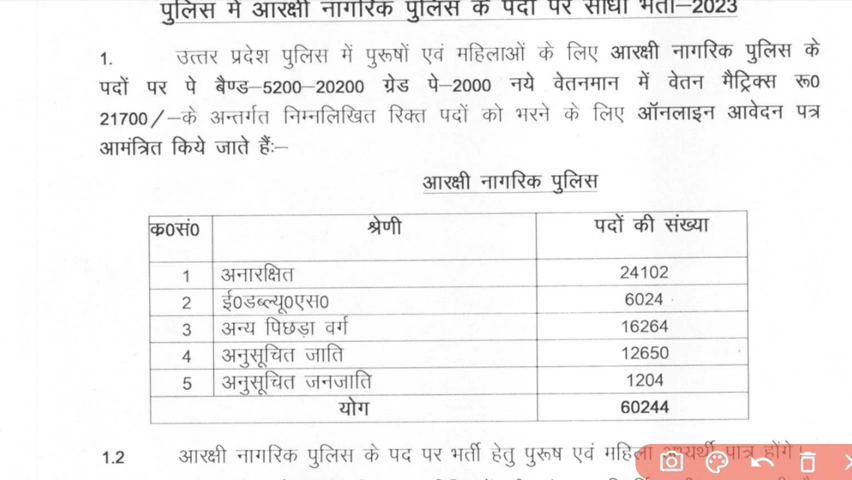 पुलिस में आरक्षी नागरिक पुलिस के पदों पर सीधी भर्ती–2023
1. उत्तर प्रदेश पुलिस में पुरूषों एवं महिलाओं के लिए आरक्षी नागरिक पुलिस के
पदों पर पे बैण्ड–5200–20200 ग्रेड पे–2000 नये वेतनमान में वेतन मैट्रिक्स रू0
21700/–के अन्तर्गत निम्नलिखित रिक्त पदों को भरने के लिए ऑनलाइन आवेदन पत्र
आमंत्रित किये जाते हैं:–
आरक्षी नागरिक पुलिस
क0सं0 श्रेणी पदों की संख्या
1 अनारक्षित 24102
2 ई0डब्ल्यू0एस0 6024
3 अन्य पिछड़ा वर्ग 16264
4 अनुसूचित जाति 12650
5 अनुसूचित जनजाति 1204
योग 60244
1.2 आरक्षी नागरिक पुलिस के पद पर भर्ती हेतु पुरूष एवं महिला अभ्यर्थी पात्र होंगे।